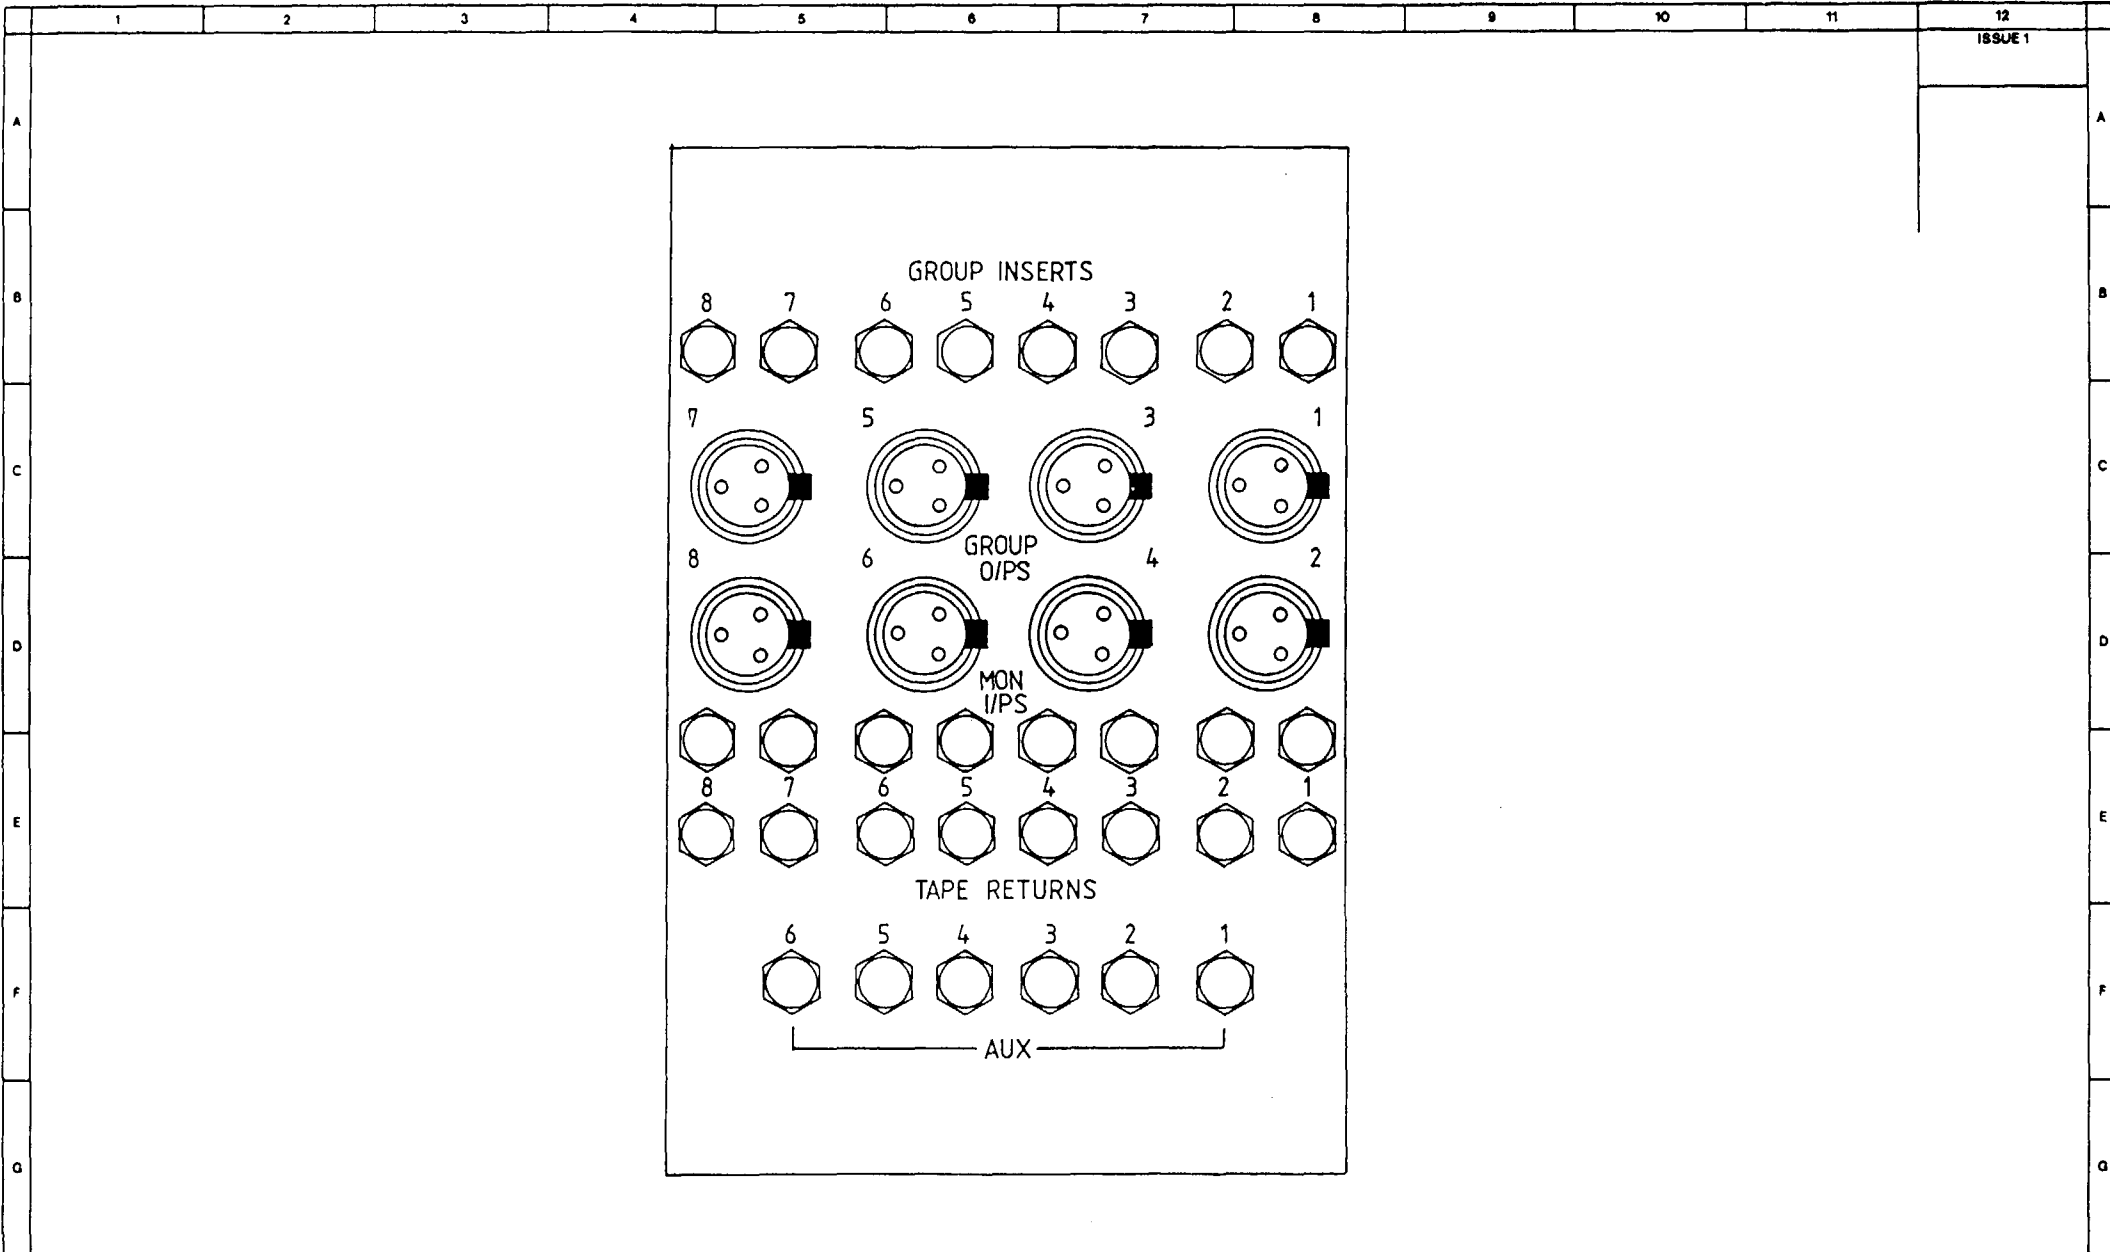 1 2 3 4 5 6 7 8 9 10 11 12
ISSUE 1
A A
GROUP INSERTS
B B
8 7 6 5 4 3 2 1
7 5 3 1
C C
GROUP
8 6 4 2
O/PS
D D
MON
I/PS
8 7 6 5 4 3 2 1
E E
TAPE RETURNS
6 5 4 3 2 1
F F
AUX
G G